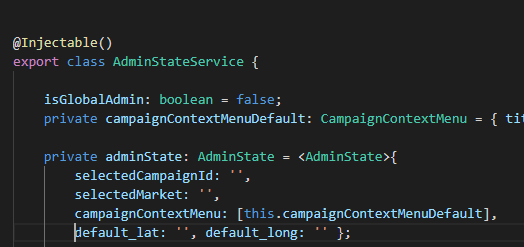 @Injectable()
export class AdminStateService {
isGlobalAdmin: boolean = false;
private campaignContextMenuDefault: CampaignContextMenu = { tit
private adminState: AdminState = <AdminState>{
selectedCampaignId: '',
selectedMarket: '',
campaignContextMenu: [this.campaignContextMenuDefault],
default_lat: '', default_long: '' };